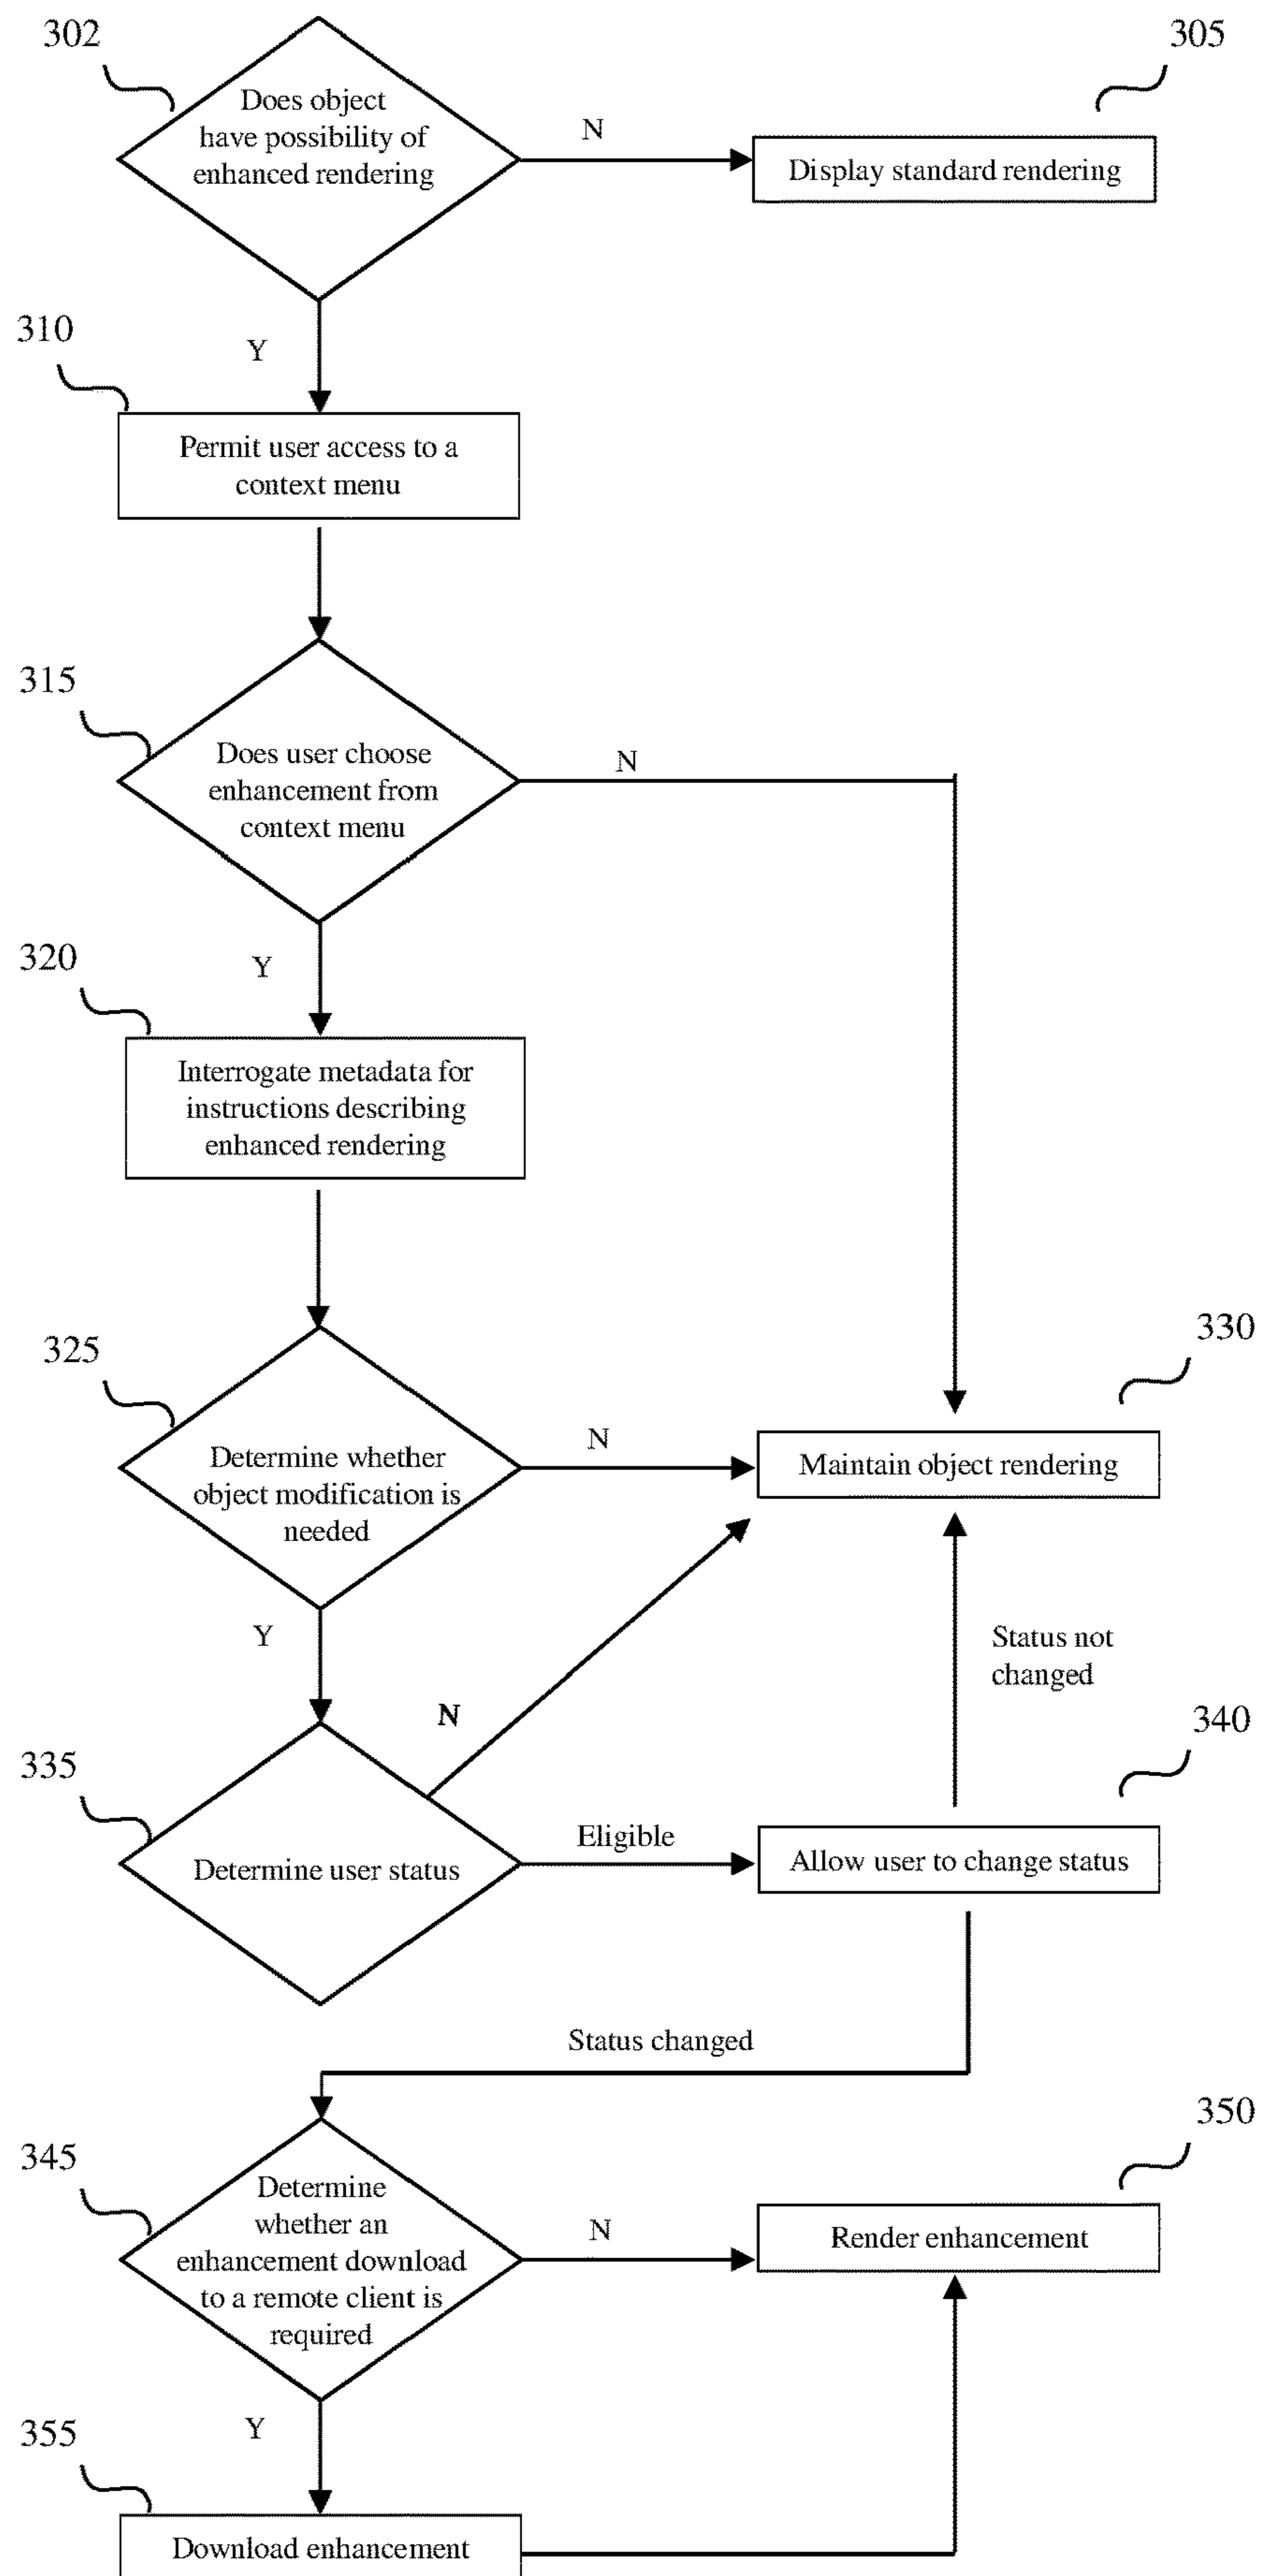 302
305
Does object
have possibility of
enhanced rendering
N
Display standard rendering
310
Y
Permit user access to a
context menu
315
Does user choose
enhancement from
context menu
N
320
Y
Interrogate metadata for
instructions describing
enhanced rendering
325
330
Determine whether
object modification is
needed
N
Maintain object rendering
Y
Status not
changed
N
335
340
Determine user status
Eligible
Allow user to change status
Status changed
345
350
Determine
whether an
enhancement download
to a remote client is
required
N
Render enhancement
Y
355
Download enhancement